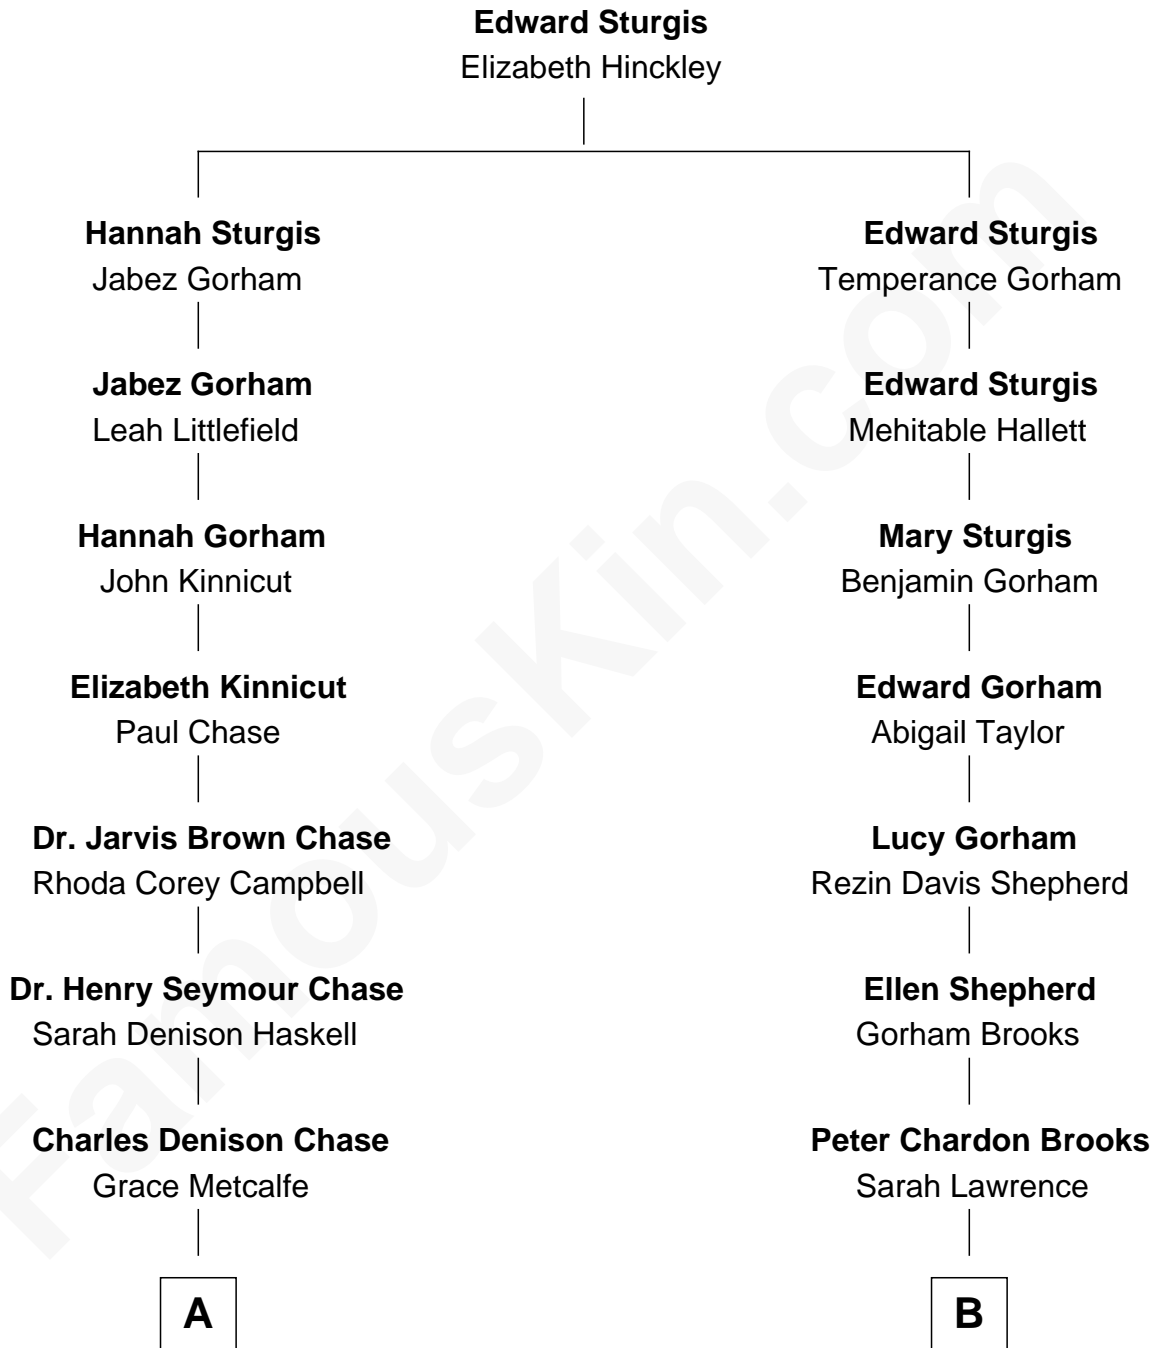 Edward Sturgis
Elizabeth Hinckley
Hannah Sturgis
Jabez Gorham
Edward Sturgis
Temperance Gorham
Jabez Gorham
Leah Littlefield
Edward Sturgis
Mehitable Hallett
Hannah Gorham
John Kinnicut
Mary Sturgis
Benjamin Gorham
Elizabeth Kinnicut
Paul Chase
Edward Gorham
Abigail Taylor
Dr. Jarvis Brown Chase
Rhoda Corey Campbell
Lucy Gorham
Rezin Davis Shepherd
Dr. Henry Seymour Chase
Sarah Denison Haskell
Ellen Shepherd
Gorham Brooks
Charles Denison Chase
Grace Metcalfe
Peter Chardon Brooks
Sarah Lawrence
A
B
FamousKin.com